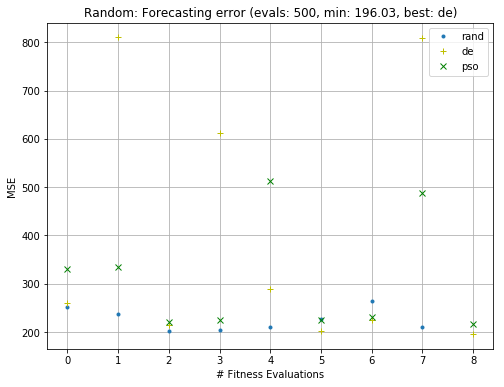 Random: Forecasting error (evals: 500, min: 196.03, best: de)
800
700
600
500
400
300
200
MSE
rand
de
pso
0 1 2 3 4 5 6 7 8
# Fitness Evaluations